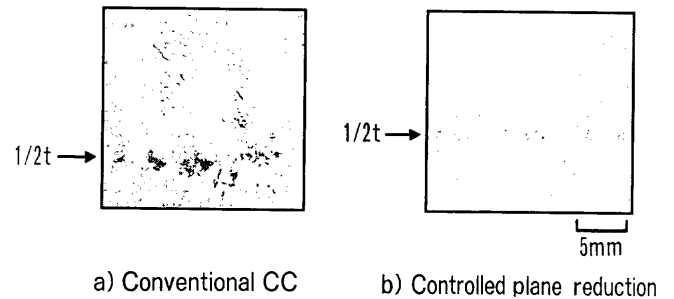 1/2t
1/2t
5mm
a) Conventional CC
b) Controlled plane reduction